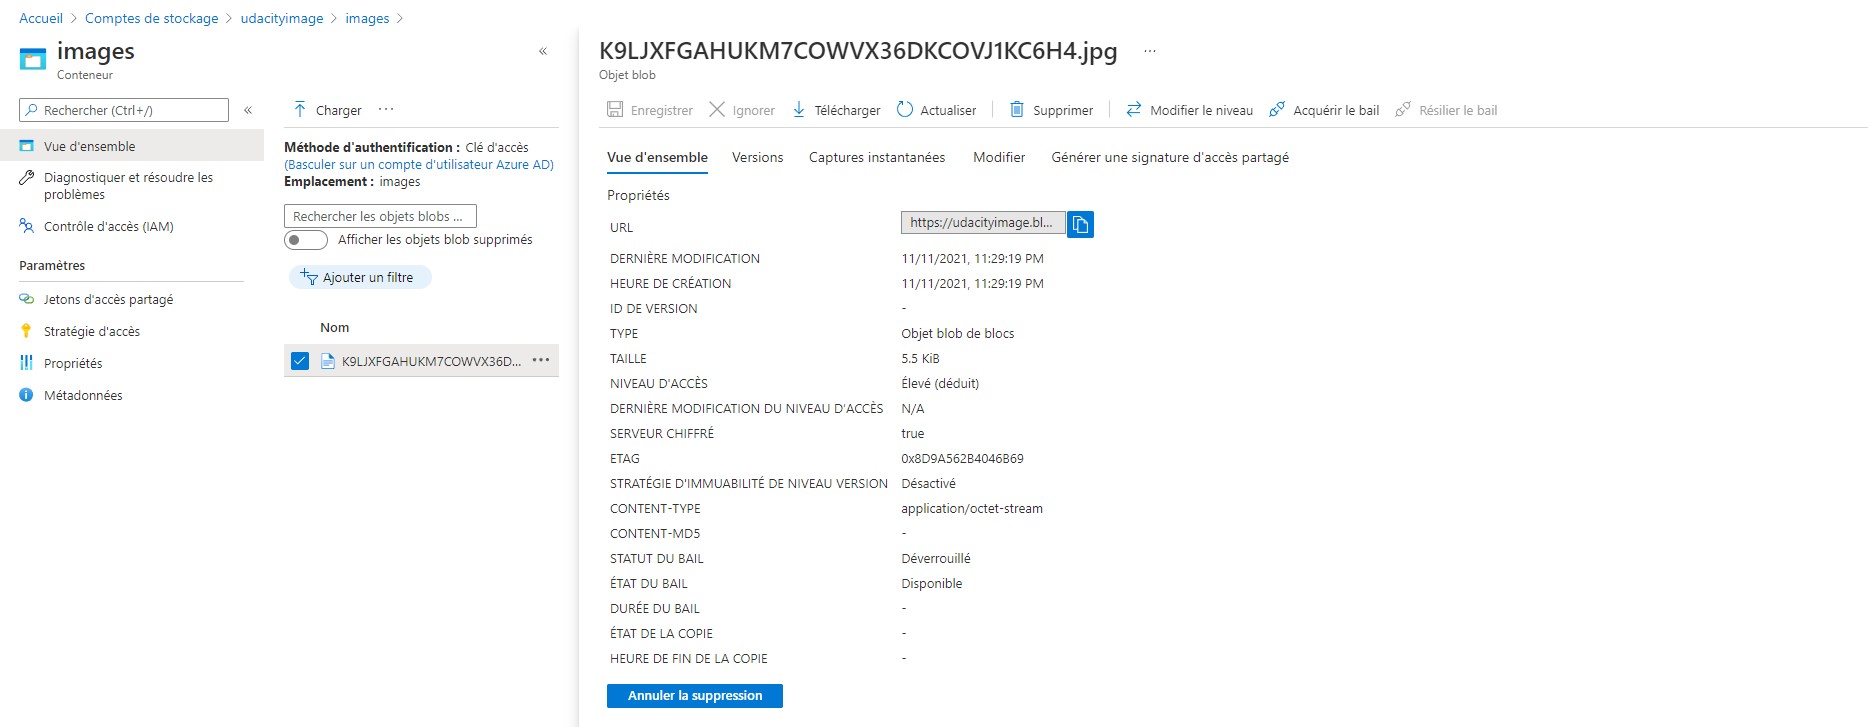 Accueil > Comptes de stockage > udacityimage > images >
images
Conteneur
«
Rechercher (Ctrl+/)
«
Vue d'ensemble
Diagnostiquer et résoudre les
problèmes
Contrôle d'accès (IAM)
Paramètres
Jetons d'accès partagé
Stratégie d'accès
Propriétés
Métadonnées
Charger ···
Méthode d'authentification : Clé d'accès
(Basculer sur un compte d'utilisateur Azure AD)
Emplacement : images
Rechercher les objets blobs ...
Afficher les objets blob supprimés
Ajouter un filtre
Nom
K9LJXFGAHUKM7COWVX36D... ···
K9LJXFGAHUKM7COWVX36DKCOVJ1KC6H4.jpg ···
Objet blob
Enregistrer Ignorer Télécharger Actualiser Supprimer Modifier le niveau Acquérir le bail Résilier le bail
Vue d'ensemble Versions Captures instantanées Modifier Générer une signature d'accès partagé
Propriétés
URL https://udacityimage.bl...
DERNIÈRE MODIFICATION 11/11/2021, 11:29:19 PM
HEURE DE CRÉATION 11/11/2021, 11:29:19 PM
ID DE VERSION -
TYPE Objet blob de blocs
TAILLE 5.5 KiB
NIVEAU D'ACCÈS Élevé (déduit)
DERNIÈRE MODIFICATION DU NIVEAU D'ACCÈS N/A
SERVEUR CHIFFRÉ true
ETAG 0x8D9A562B4046B69
STRATÉGIE D'IMMUABILITÉ DE NIVEAU VERSION Désactivé
CONTENT-TYPE application/octet-stream
CONTENT-MD5 -
STATUT DU BAIL Déverrouillé
ÉTAT DU BAIL Disponible
DURÉE DU BAIL -
ÉTAT DE LA COPIE -
HEURE DE FIN DE LA COPIE -
Annuler la suppression